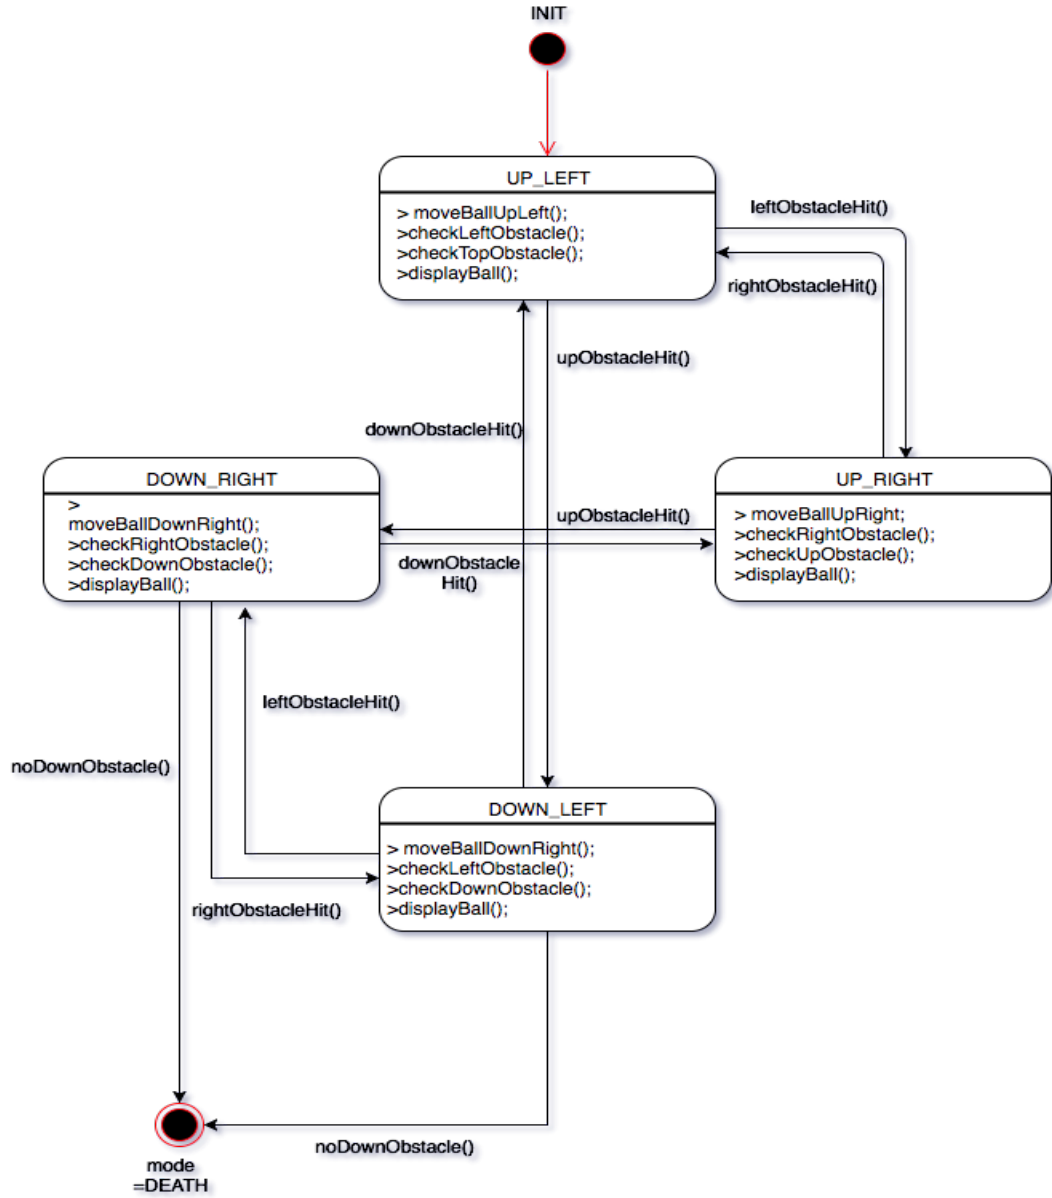 INIT
UP_LEFT
> moveBallUpLeft();
>checkLeftObstacle();
>checkTopObstacle();
>displayBall();
leftObstacleHit()
rightObstacleHit()
upObstacleHit()
downObstacleHit()
DOWN_RIGHT
>
moveBallDownRight();
>checkRightObstacle();
>checkDownObstacle();
>displayBall();
upObstacleHit()
downObstacle
Hit()
UP_RIGHT
> moveBallUpRight;
>checkRightObstacle();
>checkUpObstacle();
>displayBall();
leftObstacleHit()
noDownObstacle()
DOWN_LEFT
> moveBallDownRight();
>checkLeftObstacle();
>checkDownObstacle();
>displayBall();
rightObstacleHit()
noDownObstacle()
mode
=DEATH